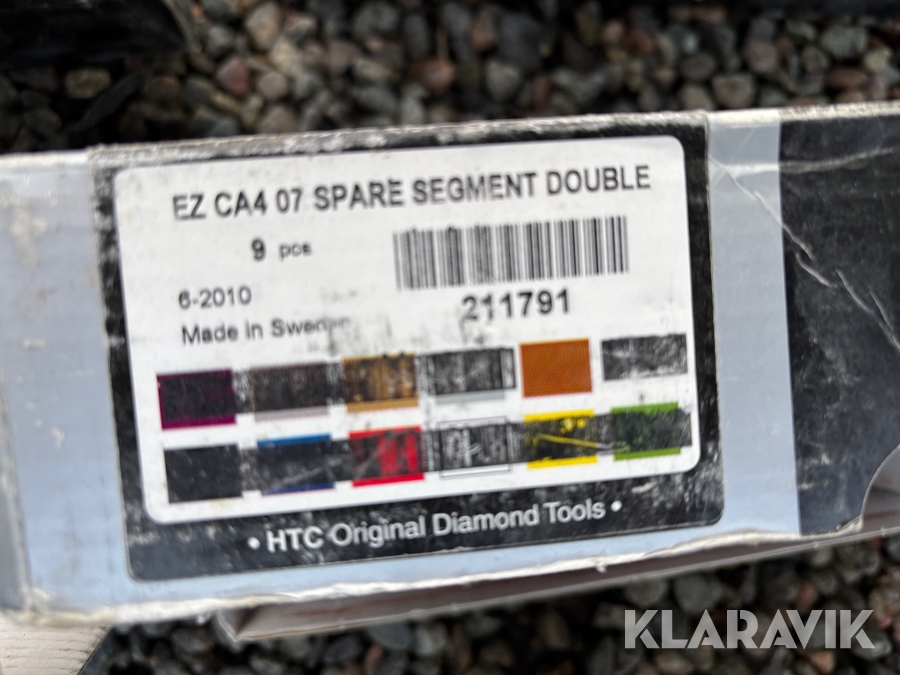 EZ CA4 07 SPARE SEGMENT DOUBLE
9 pcs
6-2010
211791
Made in Sweden
• HTC Original Diamond Tools •
KLARAVIK